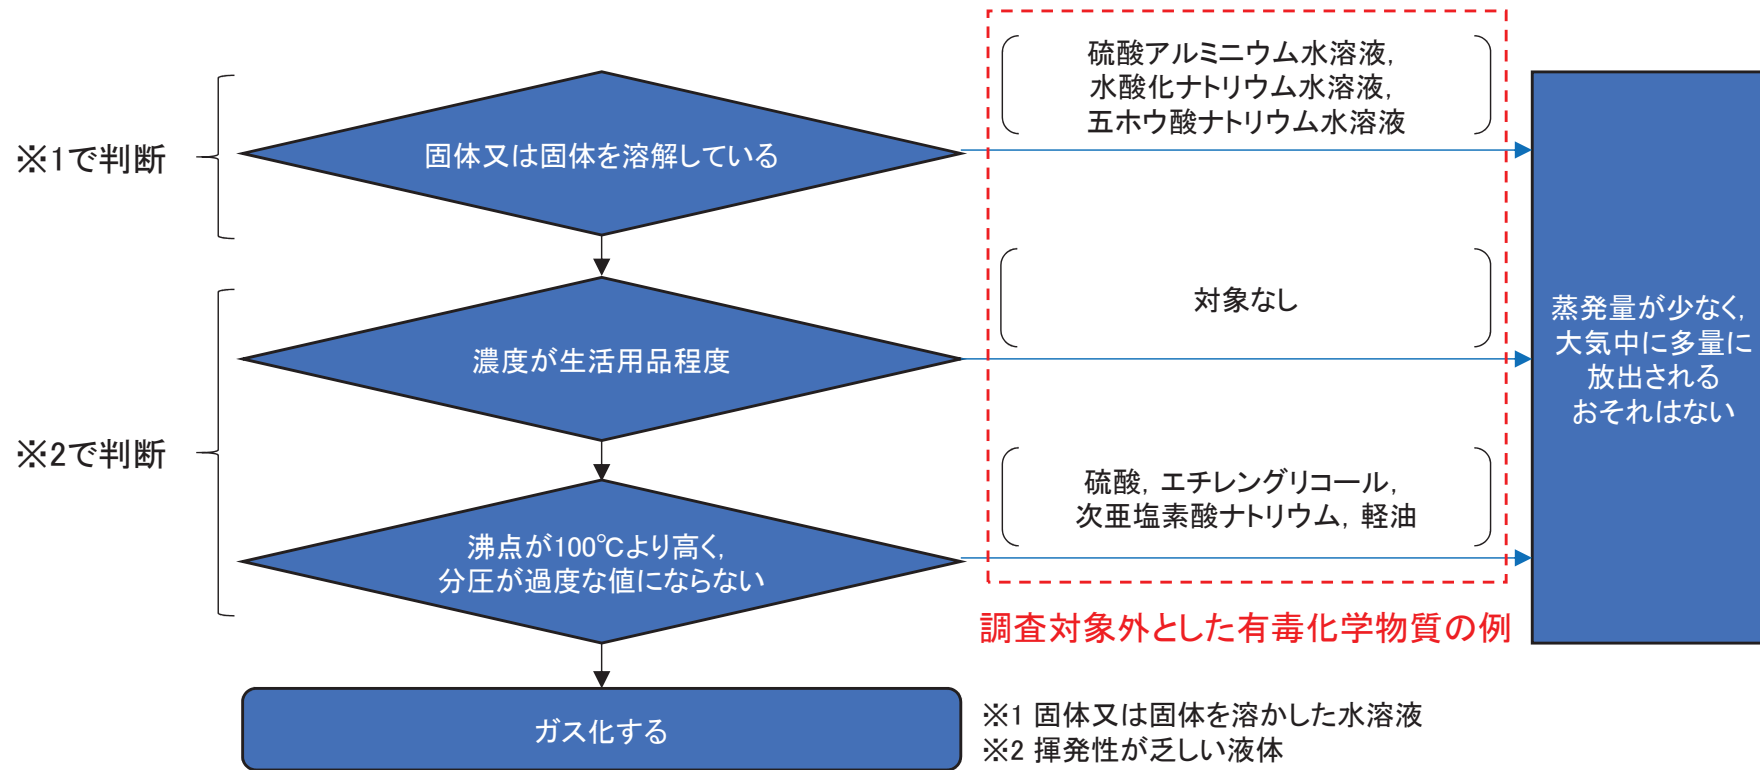 ※1で判断
固体又は固体を溶解している
硫酸アルミニウム水溶液,
水酸化ナトリウム水溶液,
五ホウ酸ナトリウム水溶液
※2で判断
濃度が生活用品程度
対象なし
沸点が100℃より高く,
分圧が過度な値にならない
硫酸, エチレングリコール,
次亜塩素酸ナトリウム, 軽油
蒸発量が少なく,
大気中に多量に
放出される
おそれはない
調査対象外とした有毒化学物質の例
ガス化する
※1 固体又は固体を溶かした水溶液
※2 揮発性が乏しい液体